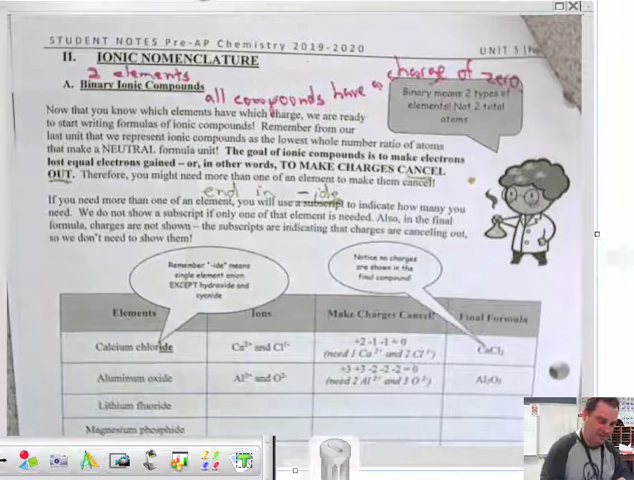 STUDENT NOTES Pre-AP Chemistry 2019-2020
UNIT 5
II. IONIC NOMENCLATURE
2 elements
A. Binary Ionic Compounds
all compounds have a charge of zero
Binary means 2 types of
elements! Not 2 total
atoms
Now that you know which elements have which charge, we are ready
to start writing formulas of ionic compounds! Remember from our
last unit that we represent ionic compounds as the lowest whole number ratio of atoms
that make a NEUTRAL formula unit! The goal of ionic compounds is to make electrons
lost equal electrons gained – or, in other words, TO MAKE CHARGES CANCEL
OUT. Therefore, you might need more than one of an element to make them cancel!
end in -ide
If you need more than one of an element, you will use a subscript to indicate how many you
need. We do not show a subscript if only one of that element is needed. Also, in the final
formula, charges are not shown – the subscripts are indicating that charges are canceling out,
so we don't need to show them!
Remember "-ide" means
single element anion
EXCEPT hydroxide and
cyanide
Notice no charges
are shown in the
final compound!
Elements Ions Make Charges Cancel! Final Formula
Calcium chloride Ca²⁺ and Cl¹⁻ +2 -1 -1 = 0 CaCl₂
(need 1 Ca²⁺ and 2 Cl¹⁻)
Aluminum oxide Al³⁺ and O²⁻ +3 +3 -2 -2 -2 = 0 Al₂O₃
(need 2 Al³⁺ and 3 O²⁻)
Lithium fluoride
Magnesium phosphide